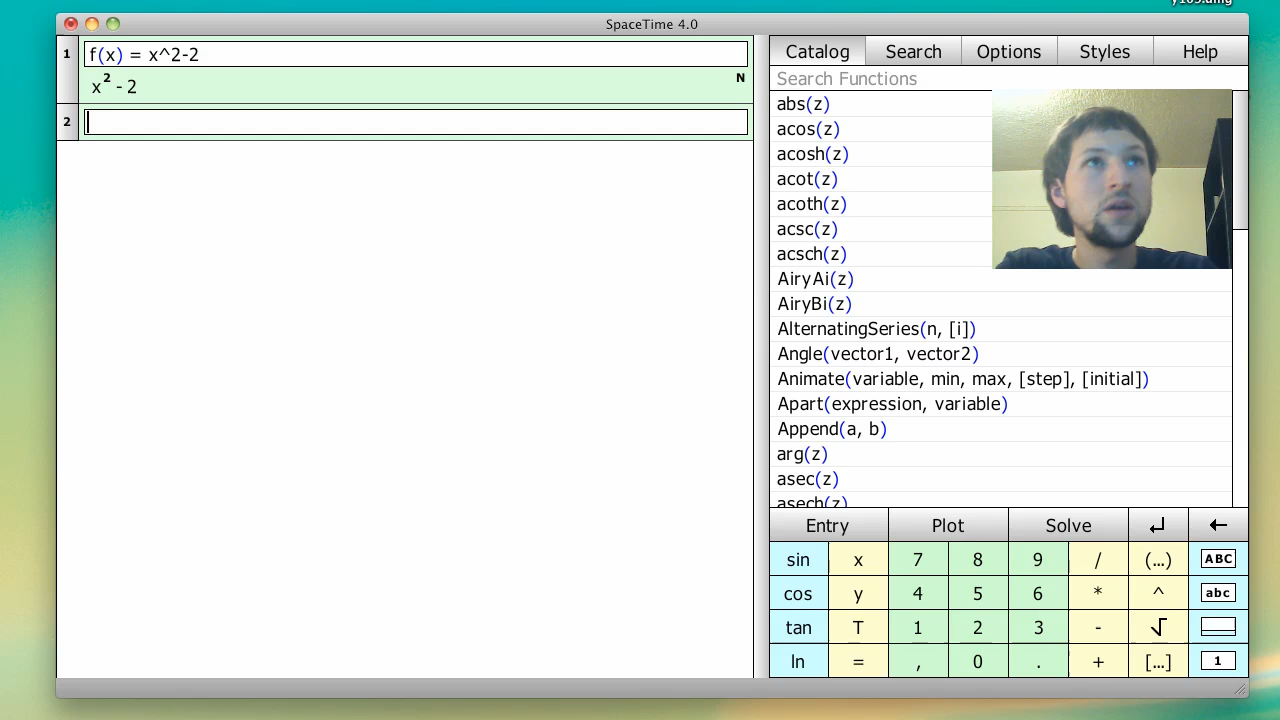 SpaceTime 4.0
1
f(x) = x^2-2
x² - 2
N
2
Catalog Search Options Styles Help
Search Functions
abs(z)
acos(z)
acosh(z)
acot(z)
acoth(z)
acsc(z)
acsch(z)
AiryAi(z)
AiryBi(z)
AlternatingSeries(n, [i])
Angle(vector1, vector2)
Animate(variable, min, max, [step], [initial])
Apart(expression, variable)
Append(a, b)
arg(z)
asec(z)
asech(z)
Entry Plot Solve ↵ ←
sin x 7 8 9 / (...) ABC
cos y 4 5 6 * ^ abc
tan T 1 2 3 - √
ln = , 0 . + [...] 1